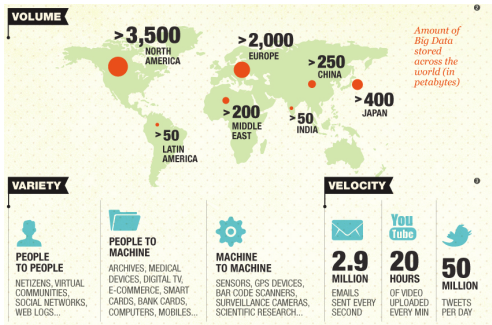 VOLUME
Amount of
Big Data
stored
across the
world (in
petabytes)
>3,500
NORTH
AMERICA
>2,000
EUROPE
>250
CHINA
>400
JAPAN
>200
MIDDLE
EAST
>50
INDIA
>50
LATIN
AMERICA
VARIETY
PEOPLE
TO PEOPLE
NETIZENS, VIRTUAL
COMMUNITIES,
SOCIAL NETWORKS,
WEB LOGS...
PEOPLE TO
MACHINE
ARCHIVES, MEDICAL
DEVICES, DIGITAL TV,
E-COMMERCE, SMART
CARDS, BANK CARDS,
COMPUTERS, MOBILES...
MACHINE
TO MACHINE
SENSORS, GPS DEVICES,
BAR CODE SCANNERS,
SURVEILLANCE CAMERAS,
SCIENTIFIC RESEARCH...
VELOCITY
2.9
MILLION
EMAILS
SENT EVERY
SECOND
You
Tube
20
HOURS
OF VIDEO
UPLOADED
EVERY MIN
50
MILLION
TWEETS
PER DAY